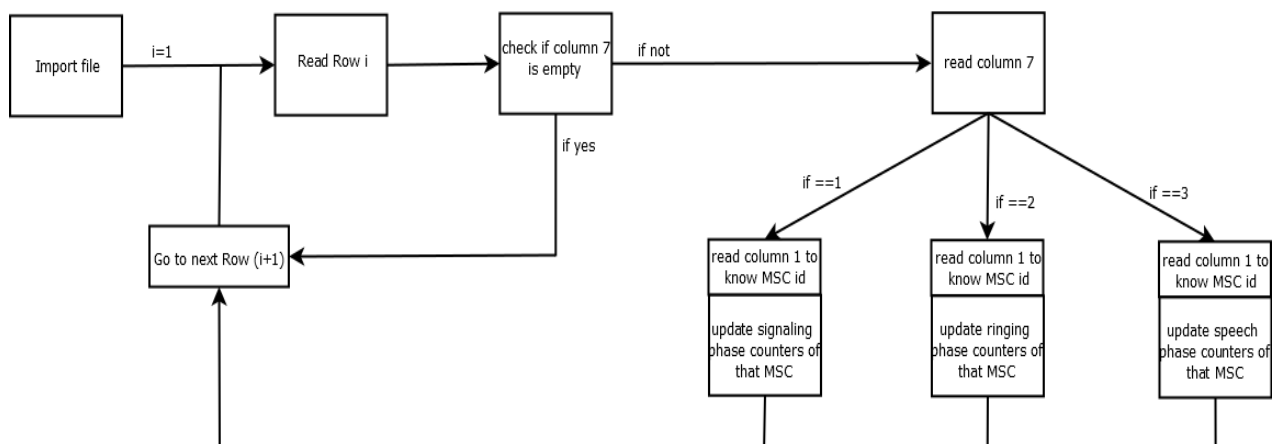 i=1
Import file
Read Row i
check if column 7
is empty
if not
read column 7
if yes
if ==1
if ==2
if ==3
Go to next Row (i+1)
read column 1 to
know MSC id
update signaling
phase counters of
that MSC
read column 1 to
know MSC id
update ringing
phase counters of
that MSC
read column 1 to
know MSC id
update speech
phase counters of
that MSC